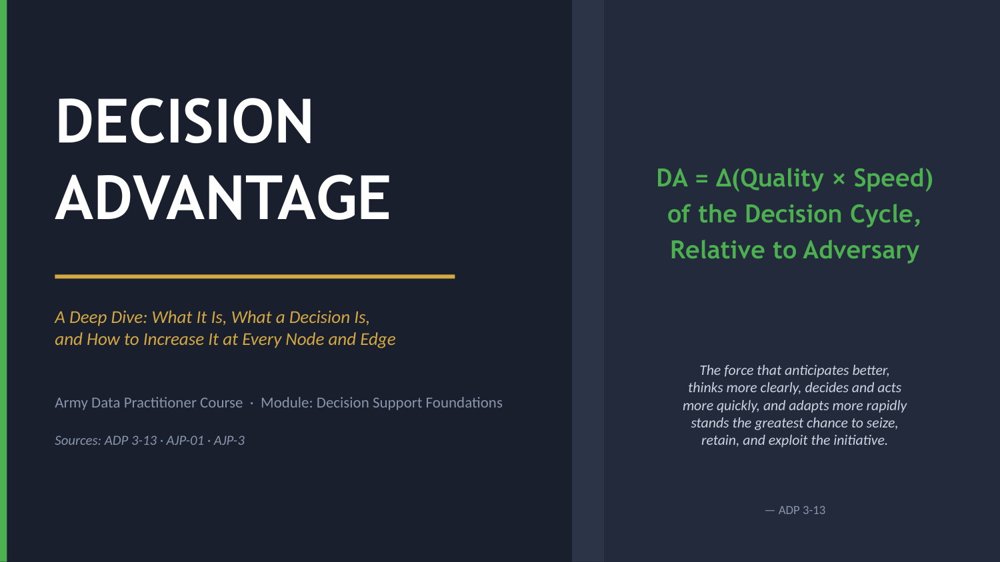 DECISION
ADVANTAGE
A Deep Dive: What It Is, What a Decision Is,
and How to Increase It at Every Node and Edge
Army Data Practitioner Course · Module: Decision Support Foundations
Sources: ADP 3-13 · AJP-01 · AJP-3
DA = Δ(Quality × Speed)
of the Decision Cycle,
Relative to Adversary
The force that anticipates better,
thinks more clearly, decides and acts
more quickly, and adapts more rapidly
stands the greatest chance to seize,
retain, and exploit the initiative.
— ADP 3-13